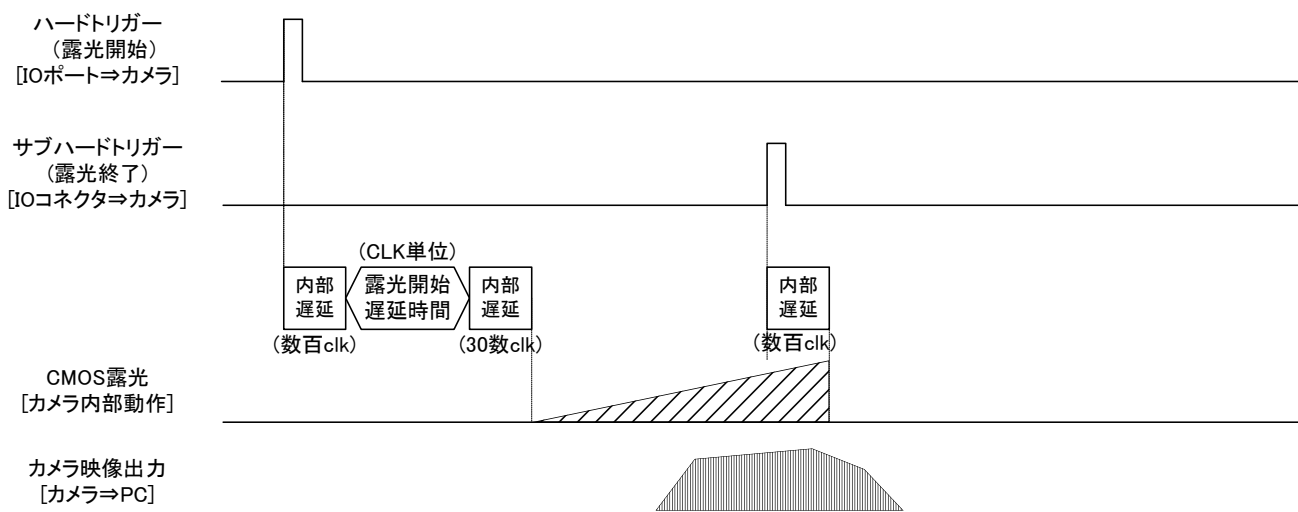 ハードトリガー
(露光開始)
[IOポート⇒カメラ]
サブハードトリガー
(露光終了)
[IOコネクタ⇒カメラ]
(CLK単位)
内部
遅延
露光開始
遅延時間
内部
遅延
内部
遅延
(数百clk)
(30数clk)
(数百clk)
CMOS露光
[カメラ内部動作]
カメラ映像出力
[カメラ⇒PC]